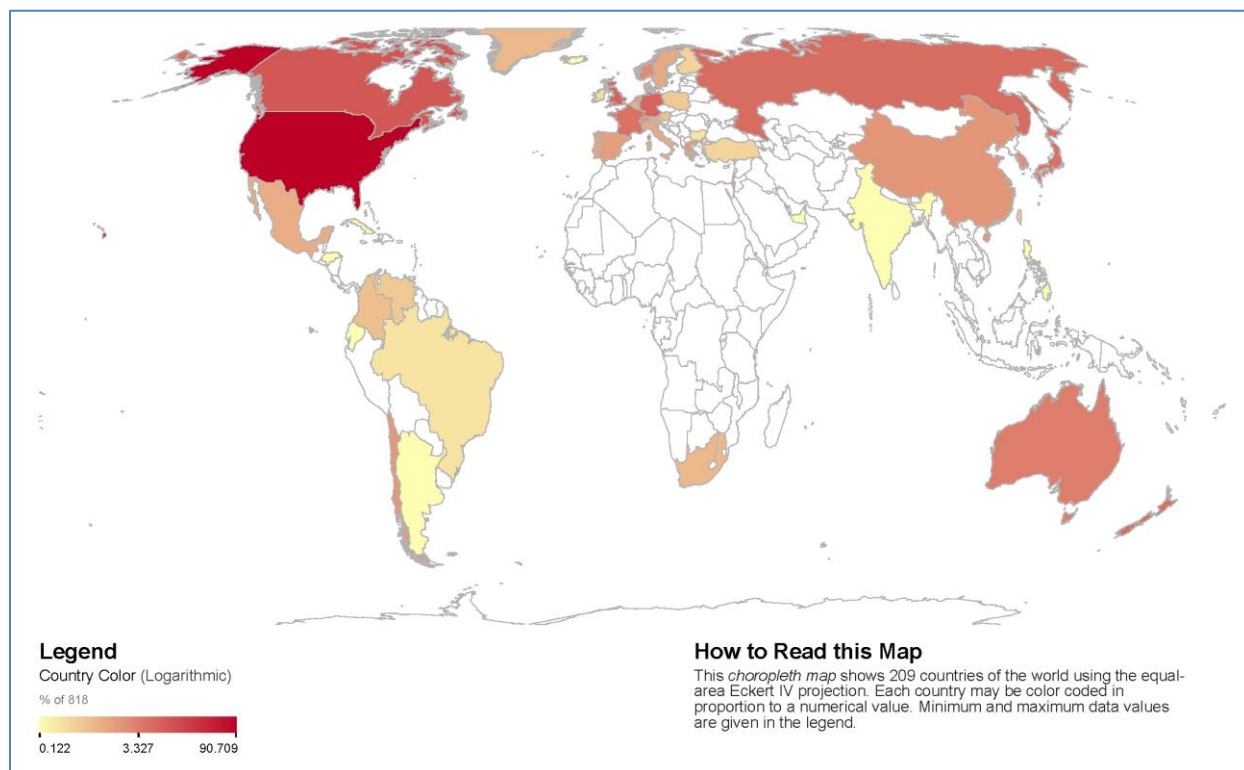 Legend
Country Color (Logarithmic)
% of 818
0.122 3.327 90.709
How to Read this Map
This choropleth map shows 209 countries of the world using the equal-
area Eckert IV projection. Each country may be color coded in
proportion to a numerical value. Minimum and maximum data values
are given in the legend.